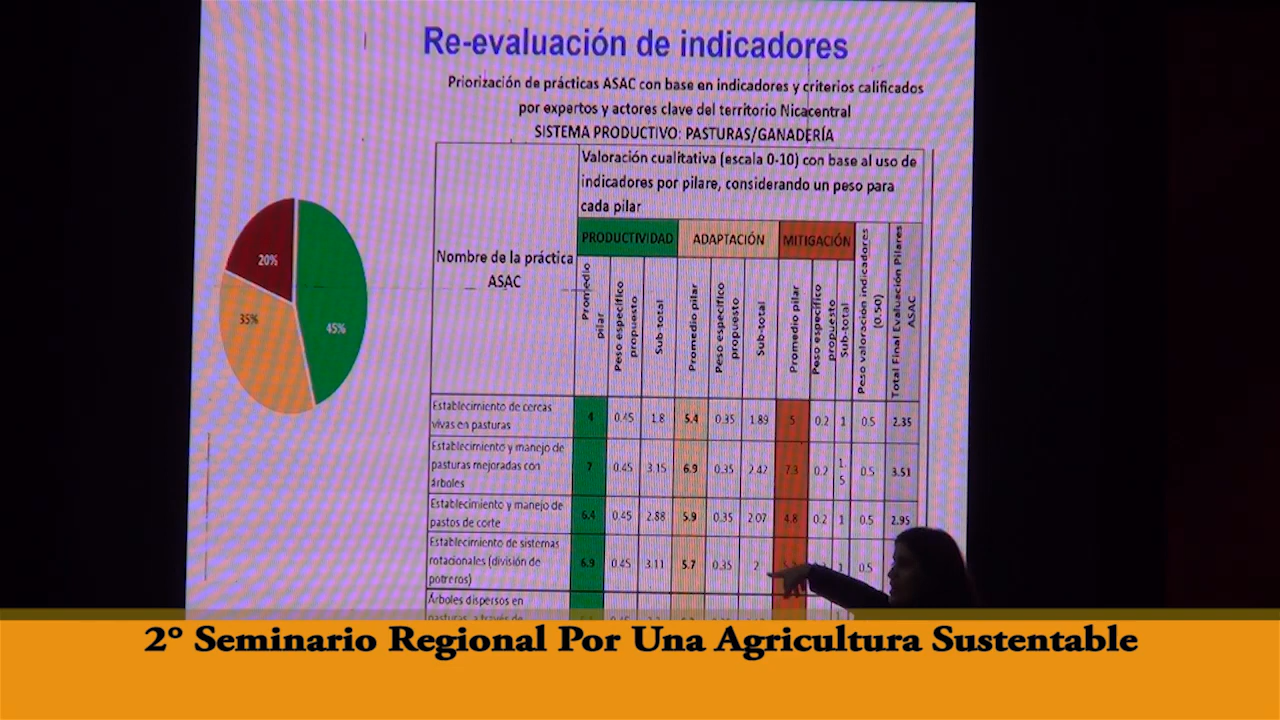 Re-evaluación de indicadores
Priorización de prácticas ASAC con base en indicadores y criterios calificados
por expertos y actores clave del territorio Nicacentral
SISTEMA PRODUCTIVO: PASTURAS/GANADERÍA
Valoración cualitativa (escala 0-10) con base al uso de
indicadores por pilare, considerando un peso para
cada pilar
Nombre de la práctica
ASAC
PRODUCTIVIDAD ADAPTACIÓN MITIGACIÓN
Promedio pilar
Peso específico propuesto
Sub-total
Promedio pilar
Peso específico propuesto
Sub-total
Promedio pilar
Peso específico propuesto
Sub-total
Peso valoración indicadores (0.50)
Total Final Evaluación Pilares ASAC
20%
35%
45%
Establecimiento de cercas
vivas en pasturas
4 0.45 1.8 5.4 0.35 1.89 5 0.2 1 0.5 2.35
Establecimiento y manejo de
pasturas mejoradas con
árboles
7 0.45 3.15 6.9 0.35 2.42 7.3 0.2 1.5 0.5 3.51
Establecimiento y manejo de
pastos de corte
6.4 0.45 2.88 5.9 0.35 2.07 4.8 0.2 1 0.5 2.95
Establecimiento de sistemas
rotacionales (división de
potreros)
6.9 0.45 3.11 5.7 0.35 2 1 0.5
Árboles dispersos en
2° Seminario Regional Por Una Agricultura Sustentable